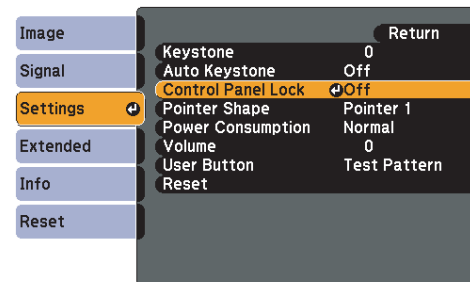 Image
Signal
Settings
Extended
Info
Reset
Return
Keystone 0
Auto Keystone Off
Control Panel Lock Off
Pointer Shape Pointer 1
Power Consumption Normal
Volume 0
User Button Test Pattern
Reset